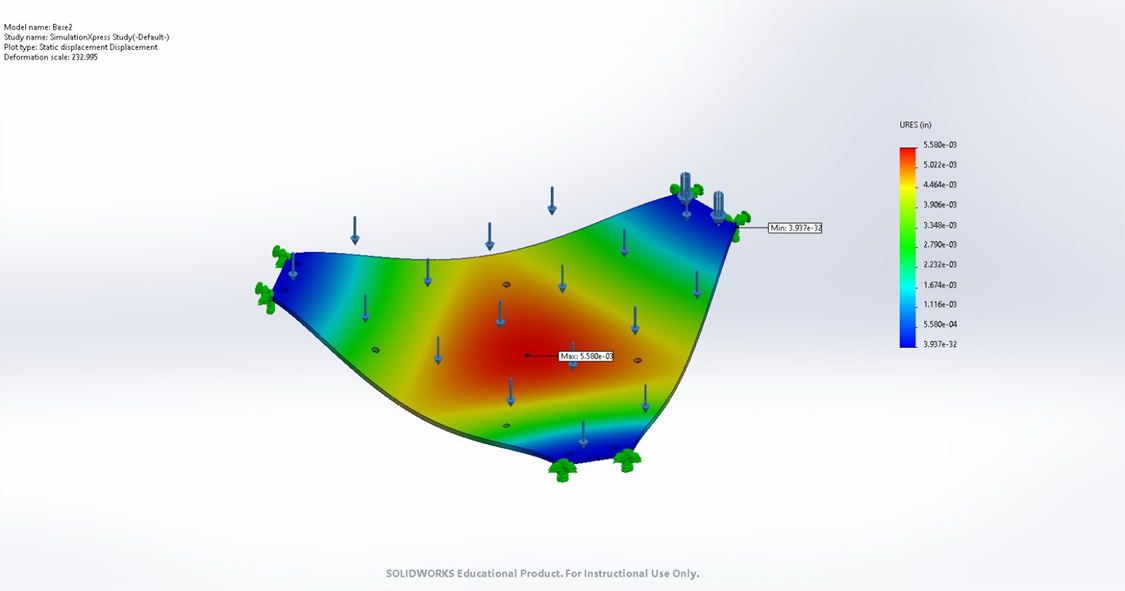 Model name: Base2
Study name: SimulationXpress Study(-Default-)
Plot type: Static displacement Displacement
Deformation scale: 232.995
URES (in)
5.580e-03
5.022e-03
4.464e-03
3.906e-03
3.348e-03
2.790e-03
2.232e-03
1.674e-03
1.116e-03
5.580e-04
3.937e-32
Min: 3.937e-32
Max: 5.580e-03
SOLIDWORKS Educational Product. For Instructional Use Only.